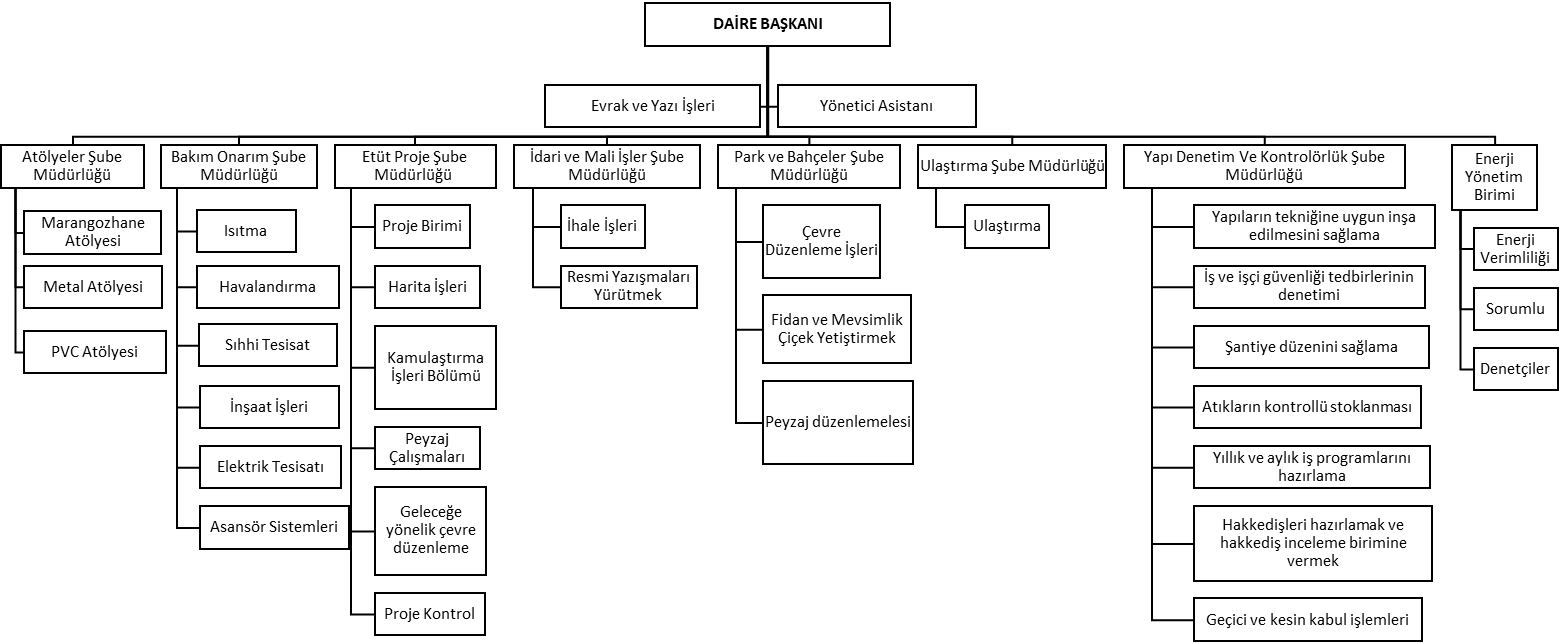 DAİRE BAŞKANI
Evrak ve Yazı İşleri
Yönetici Asistanı
Atölyeler Şube
Müdürlüğü
Marangozhane
Atölyesi
Metal Atölyesi
PVC Atölyesi
Bakım Onarım Şube
Müdürlüğü
Isıtma
Havalandırma
Sıhhi Tesisat
İnşaat İşleri
Elektrik Tesisatı
Asansör Sistemleri
Etüt Proje Şube
Müdürlüğü
Proje Birimi
Harita İşleri
Kamulaştırma
İşleri Bölümü
Peyzaj
Çalışmaları
Geleceğe
yönelik çevre
düzenleme
Proje Kontrol
İdari ve Mali İşler Şube
Müdürlüğü
İhale İşleri
Resmi Yazışmaları
Yürütmek
Park ve Bahçeler Şube
Müdürlüğü
Çevre
Düzenleme İşleri
Fidan ve Mevsimlik
Çiçek Yetiştirmek
Peyzaj düzenlemelesi
Ulaştırma Şube Müdürlüğü
Ulaştırma
Yapı Denetim Ve Kontrolörlük Şube
Müdürlüğü
Yapıların tekniğine uygun inşa
edilmesini sağlama
İş ve işçi güvenliği tedbirlerinin
denetimi
Şantiye düzenini sağlama
Atıkların kontrollü stoklanması
Yıllık ve aylık iş programlarını
hazırlama
Hakkedişleri hazırlamak ve
hakkediş inceleme birimine
vermek
Geçici ve kesin kabul işlemleri
Enerji
Yönetim
Birimi
Enerji
Verimliliği
Sorumlu
Denetçiler